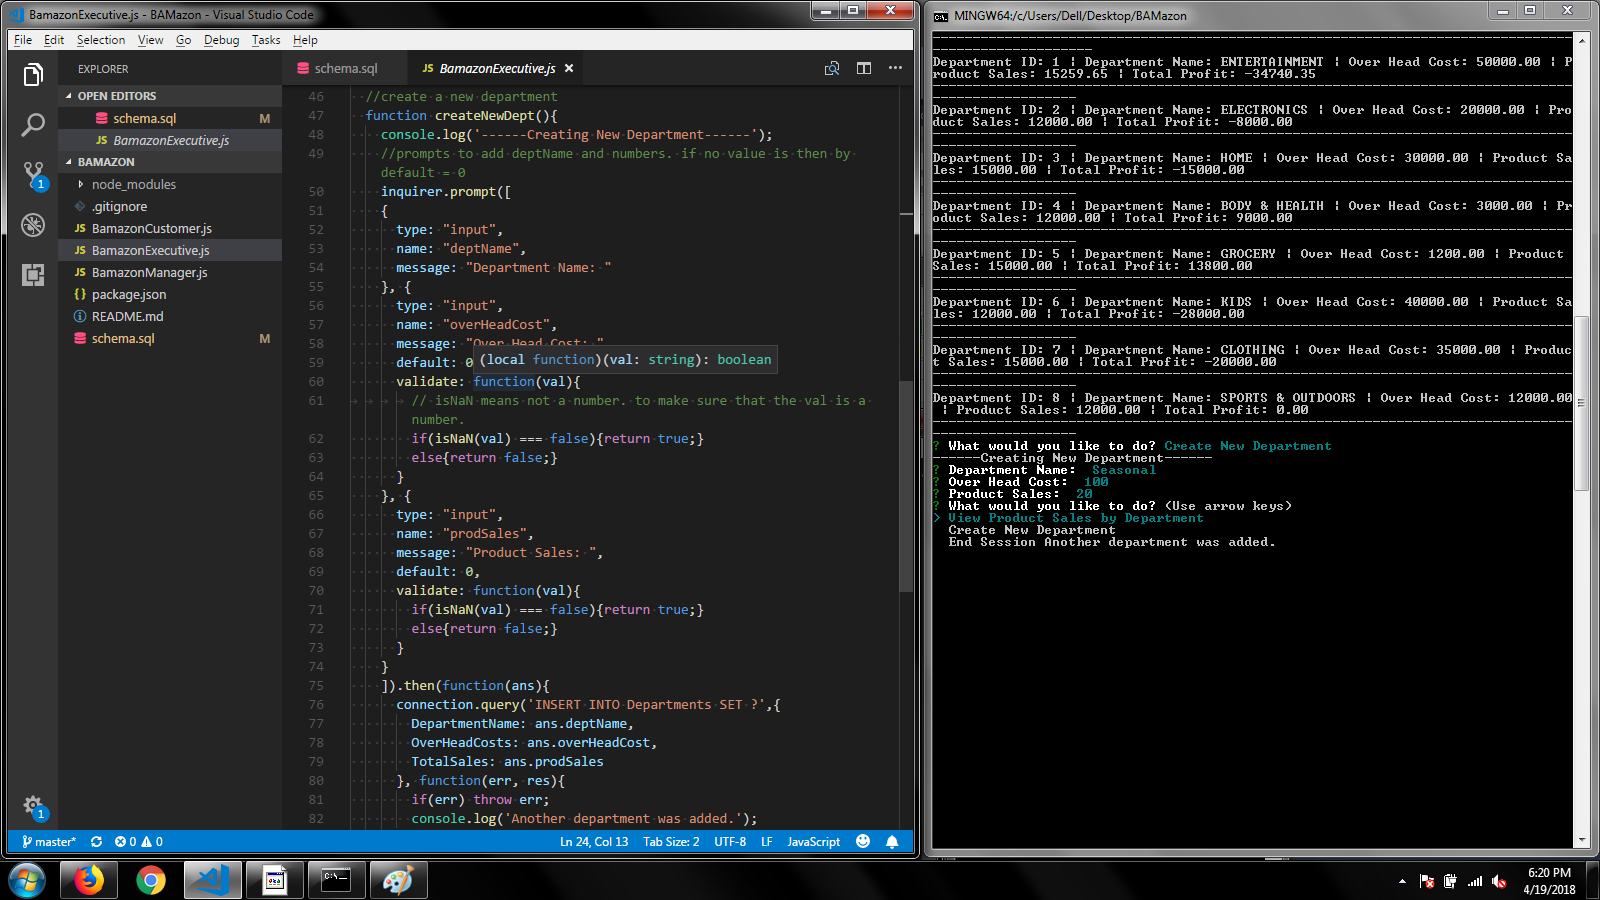 BamazonExecutive.js - BAMazon - Visual Studio Code
File Edit Selection View Go Debug Tasks Help
EXPLORER
OPEN EDITORS
schema.sql M
JS BamazonExecutive.js
BAMAZON
node_modules
.gitignore
JS BamazonCustomer.js
JS BamazonExecutive.js
JS BamazonManager.js
{} package.json
README.md
schema.sql M
1
1
schema.sql
JS BamazonExecutive.js ×
46 //create a new department
47 function createNewDept(){
48 console.log('------Creating New Department------');
49 //prompts to add deptName and numbers. if no value is then by
default = 0
50 inquirer.prompt([
51 {
52 type: "input",
53 name: "deptName",
54 message: "Department Name: "
55 }, {
56 type: "input",
57 name: "overHeadCost",
58 message: "Over Head Cost: "
59 default: 0
(local function)(val: string): boolean
60 validate: function(val){
61 // isNaN means not a number. to make sure that the val is a
number.
62 if(isNaN(val) === false){return true;}
63 else{return false;}
64 }
65 }, {
66 type: "input",
67 name: "prodSales",
68 message: "Product Sales: ",
69 default: 0,
70 validate: function(val){
71 if(isNaN(val) === false){return true;}
72 else{return false;}
73 }
74 }
75 ]).then(function(ans){
76 connection.query('INSERT INTO Departments SET ?',{
77 DepartmentName: ans.deptName,
78 OverHeadCosts: ans.overHeadCost,
79 TotalSales: ans.prodSales
80 }, function(err, res){
81 if(err) throw err;
82 console.log('Another department was added.');
master* 0 0 Ln 24, Col 13 Tab Size: 2 UTF-8 LF JavaScript
MINGW64:/c/Users/Dell/Desktop/BAMazon
Department ID: 1 | Department Name: ENTERTAINMENT | Over Head Cost: 50000.00 | P
roduct Sales: 15259.65 | Total Profit: -34740.35
Department ID: 2 | Department Name: ELECTRONICS | Over Head Cost: 20000.00 | Pro
duct Sales: 12000.00 | Total Profit: -8000.00
Department ID: 3 | Department Name: HOME | Over Head Cost: 30000.00 | Product Sa
les: 15000.00 | Total Profit: -15000.00
Department ID: 4 | Department Name: BODY & HEALTH | Over Head Cost: 3000.00 | Pr
oduct Sales: 12000.00 | Total Profit: 9000.00
Department ID: 5 | Department Name: GROCERY | Over Head Cost: 1200.00 | Product
Sales: 15000.00 | Total Profit: 13800.00
Department ID: 6 | Department Name: KIDS | Over Head Cost: 40000.00 | Product Sa
les: 12000.00 | Total Profit: -28000.00
Department ID: 7 | Department Name: CLOTHING | Over Head Cost: 35000.00 | Produc
t Sales: 15000.00 | Total Profit: -20000.00
Department ID: 8 | Department Name: SPORTS & OUTDOORS | Over Head Cost: 12000.00
| Product Sales: 12000.00 | Total Profit: 0.00
? What would you like to do? Create New Department
------Creating New Department------
? Department Name: Seasonal
? Over Head Cost: 100
? Product Sales: 20
? What would you like to do? (Use arrow keys)
> View Product Sales by Department
Create New Department
End Session Another department was added.
6:20 PM
4/19/2018